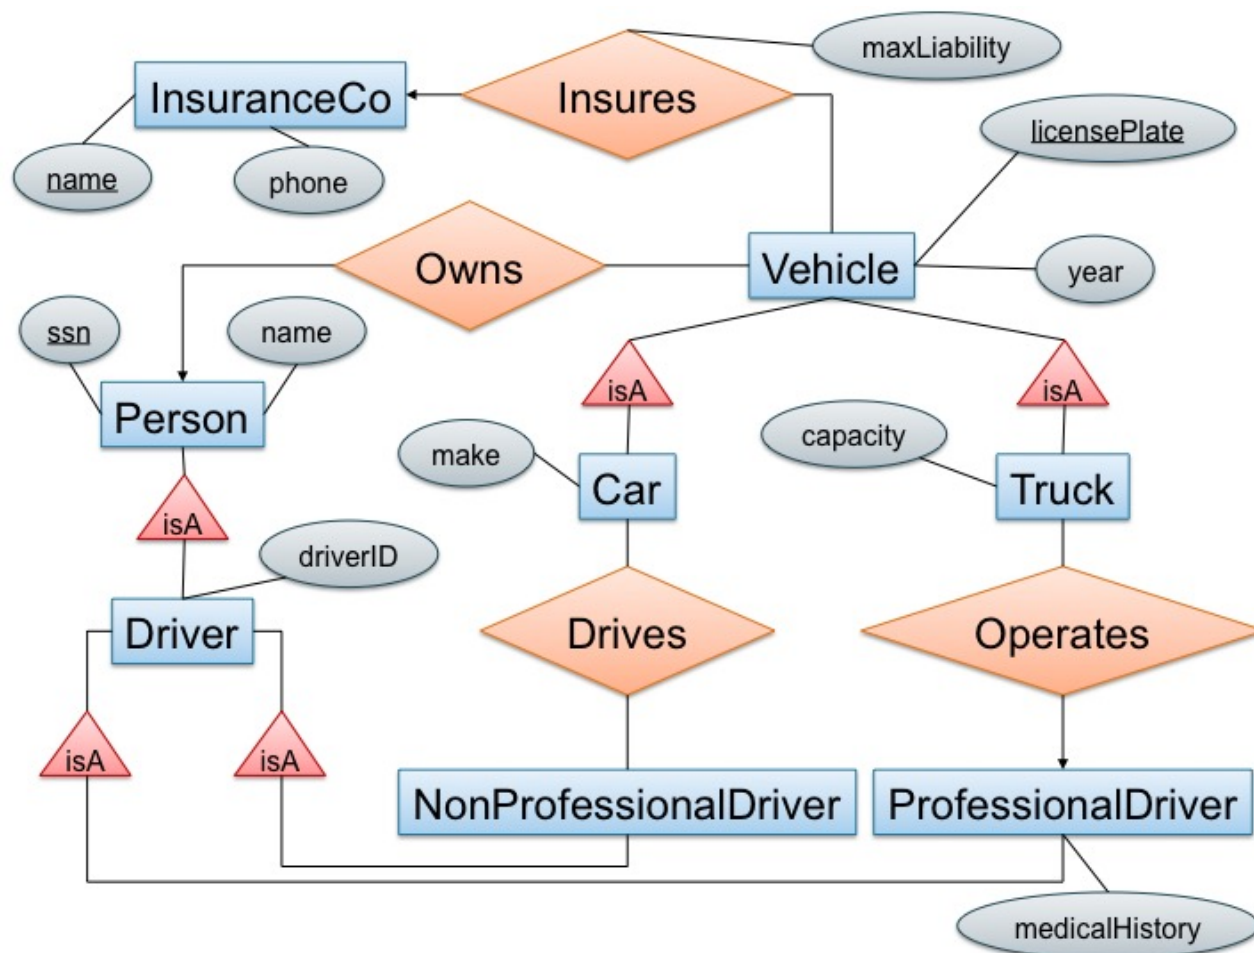 maxLiability
InsuranceCo
Insures
licensePlate
name
phone
Owns
Vehicle
year
ssn
name
Person
isA
isA
make
capacity
Car
Truck
isA
driverID
Driver
Drives
Operates
isA
isA
NonProfessionalDriver
ProfessionalDriver
medicalHistory